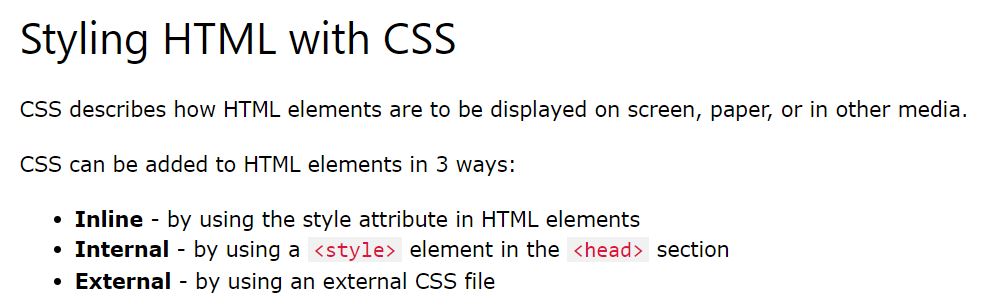 Styling HTML with CSS
CSS describes how HTML elements are to be displayed on screen, paper, or in other media.
CSS can be added to HTML elements in 3 ways:
• Inline - by using the style attribute in HTML elements
• Internal - by using a <style> element in the <head> section
• External - by using an external CSS file